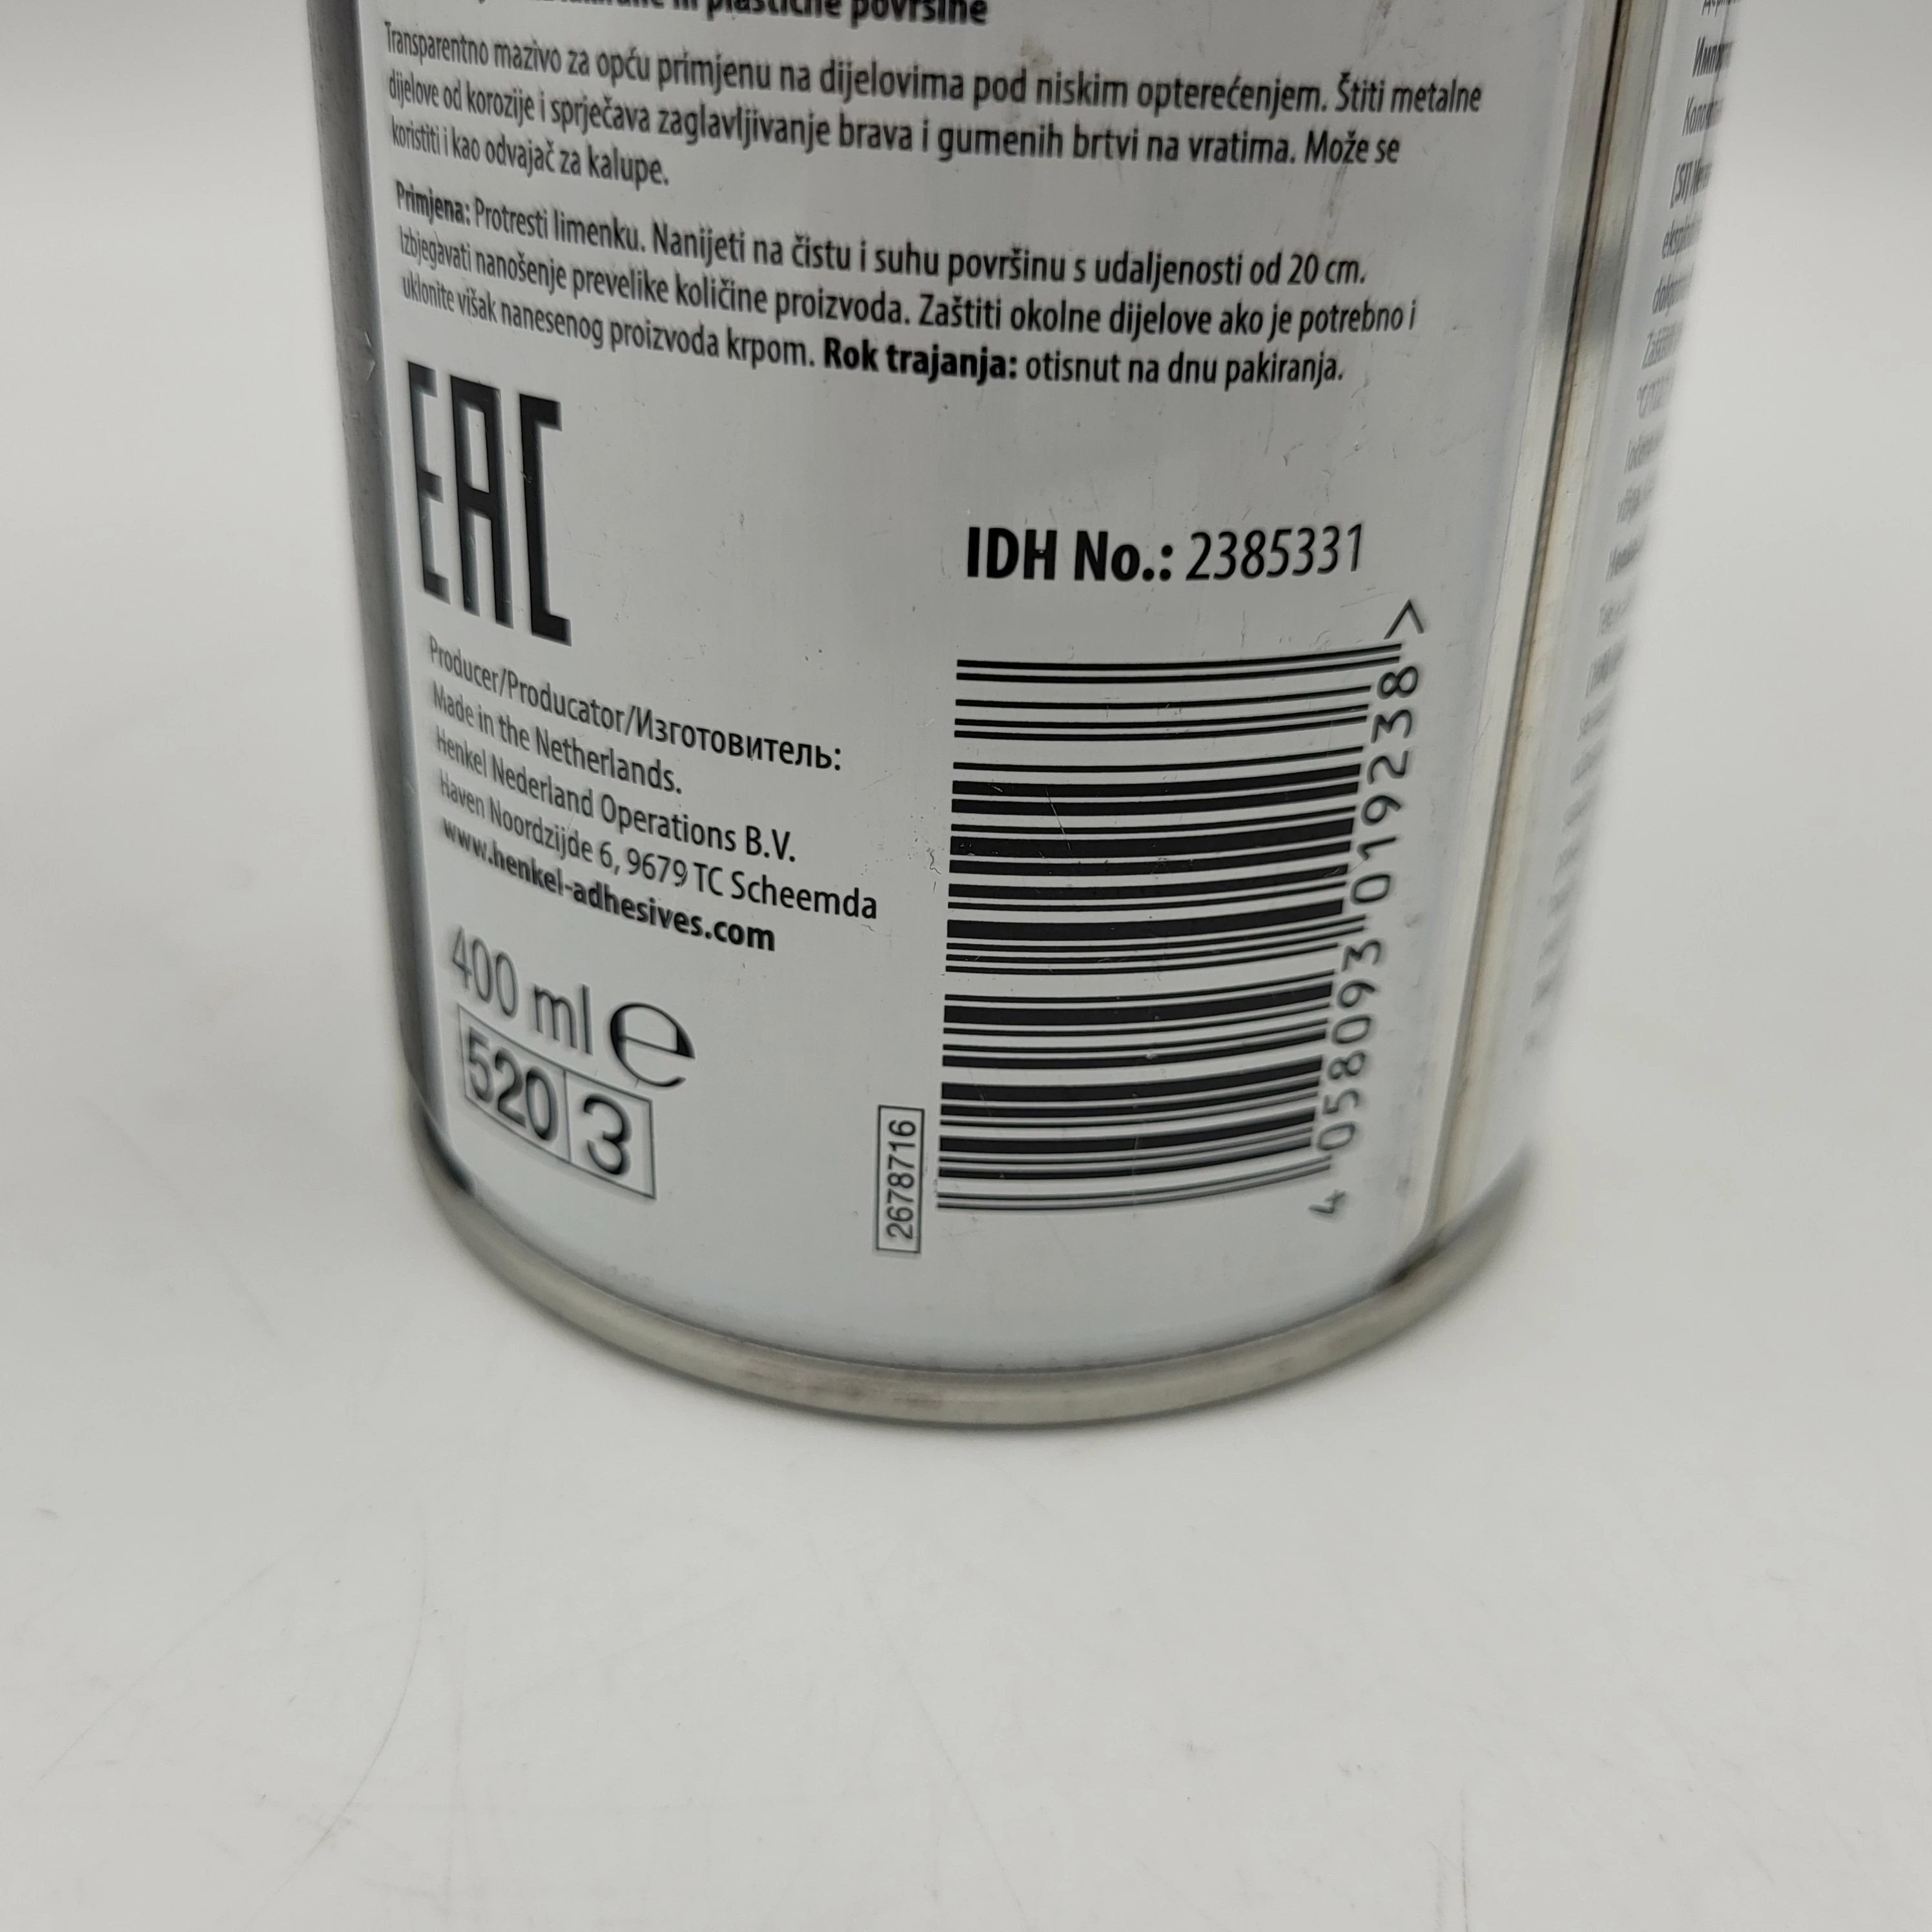 plastične površine
Transparentno mazivo za opću primjenu na dijelovima pod niskim opterećenjem. Štiti metalne
dijelove od korozije i sprječava zaglavljivanje brava i gumenih brtvi na vratima. Može se
koristiti i kao odvajač za kalupe.
Primjena: Protresti limenku. Nanijeti na čistu i suhu površinu s udaljenosti od 20 cm.
Izbjegavati nanošenje prevelike količine proizvoda. Zaštiti okolne dijelove ako je potrebno i
uklonite višak nanesenog proizvoda krpom. Rok trajanja: otisnut na dnu pakiranja.
EAC
IDH No.: 2385331
Producer/Producator/Изготовитель:
Made in the Netherlands.
Henkel Nederland Operations B.V.
Haven Noordzijde 6, 9679 TC Scheemda
www.henkel-adhesives.com
400 ml e
520 3
2678716
4 058093 019238 >